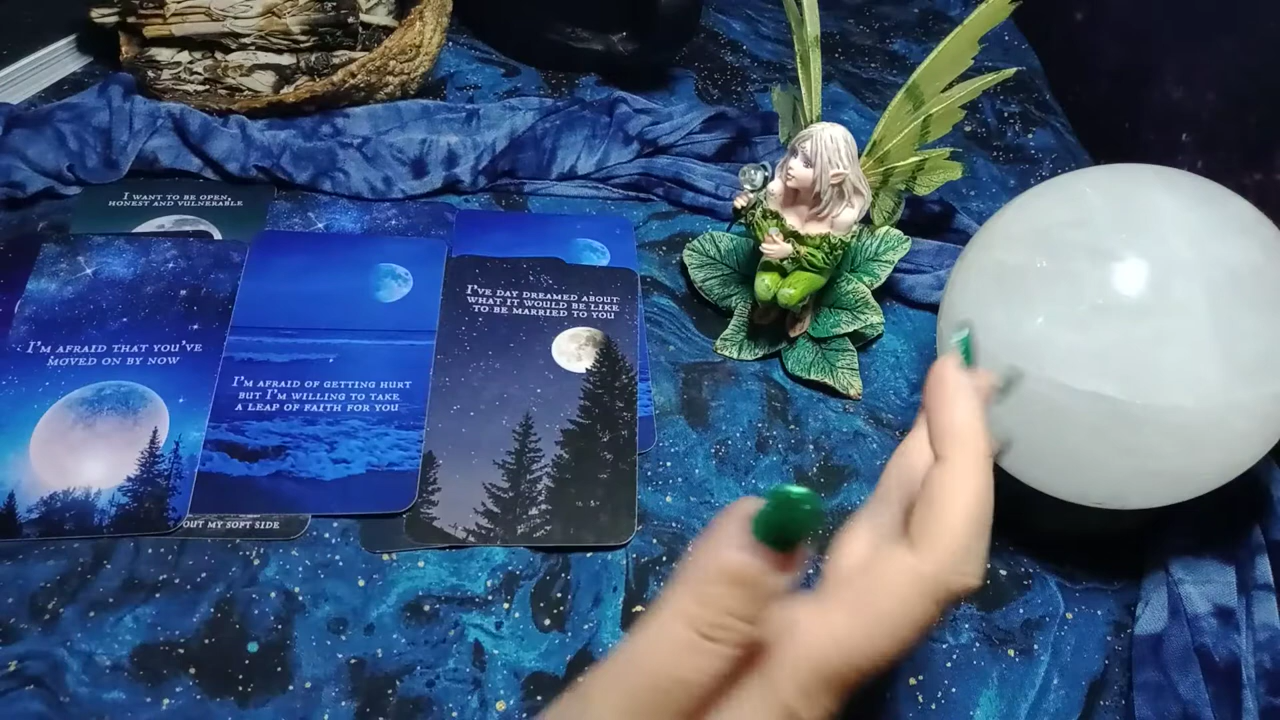 I want to be open,
honest and vulnerable
I'm afraid that you've
moved on by now
I'm afraid of getting hurt
but I'm willing to take
a leap of faith for you
I've day dreamed about
what it would be like
to be married to you
out my soft side